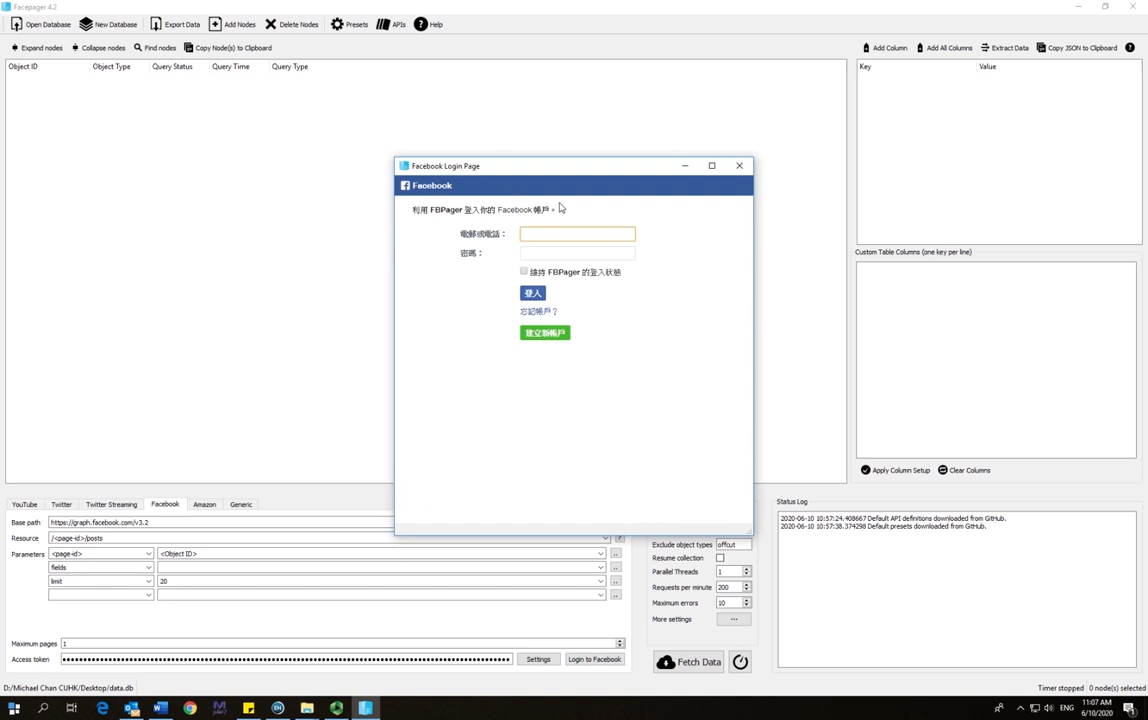 Facepager 4.2
Open Database New Database Export Data Add Nodes Delete Nodes Presets APIs Help
Expand nodes Collapse nodes Find nodes Copy Node(s) to Clipboard
Add Column Add All Columns Extract Data Copy JSON to Clipboard
Object ID Object Type Query Status Query Time Query Type
Key Value
Facebook Login Page
Facebook
利用 FBPager 登入你的 Facebook 帳戶。
電郵或電話：
密碼：
維持 FBPager 的登入狀態
登入
忘記帳戶？
建立新帳戶
Custom Table Columns (one key per line)
Apply Column Setup Clear Columns
YouTube Twitter Twitter Streaming Facebook Amazon Generic
Base path https://graph.facebook.com/v3.2
Resource /<page-id>/posts
Parameters <page-id> <Object ID>
fields
limit 20
Maximum pages 1
Access token Settings Login to Facebook
Exclude object types offcut
Resume collection
Parallel Threads 1
Requests per minute 200
Maximum errors 10
More settings ...
Fetch Data
Status Log
2020-06-10 10:57:24.408667 Default API definitions downloaded from GitHub.
2020-06-10 10:57:38.374298 Default presets downloaded from GitHub.
D:/Michael Chan CUHK/Desktop/data.db
Timer stopped 0 node(s) selected
ENG
11:07 AM
6/10/2020